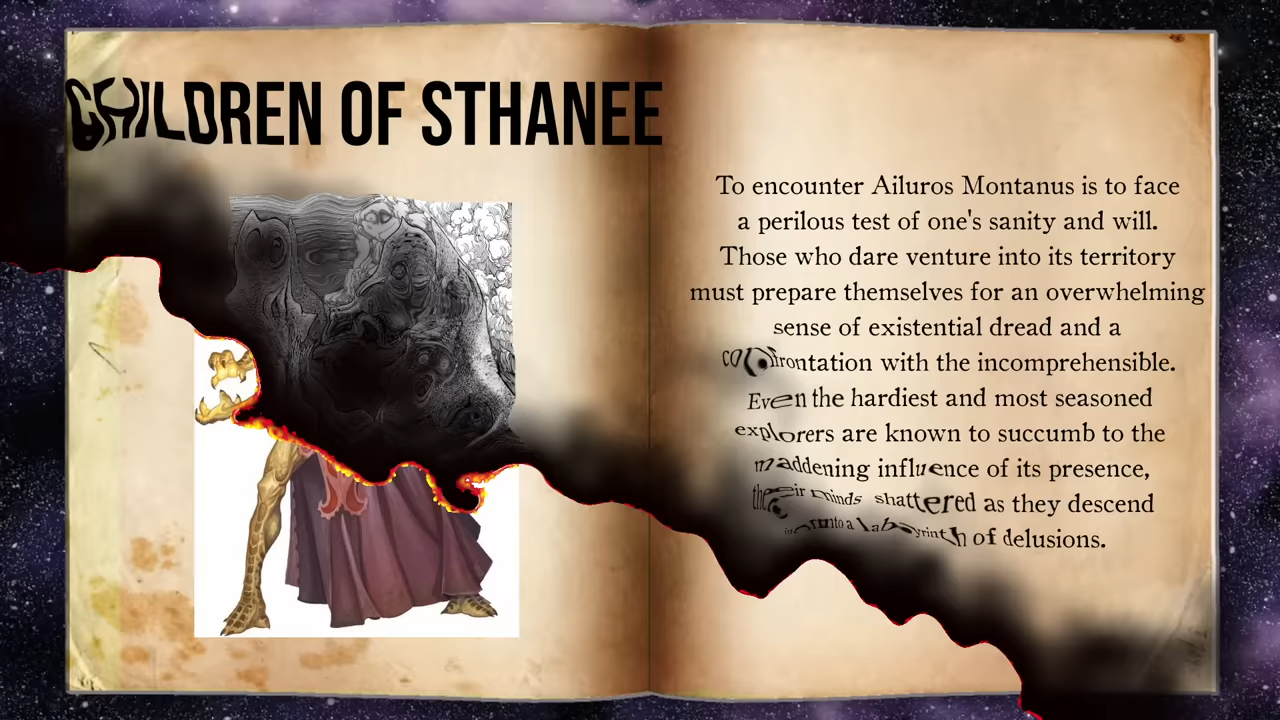 CHILDREN OF STHANEE
To encounter Ailuros Montanus is to face
a perilous test of one's sanity and will.
Those who dare venture into its territory
must prepare themselves for an overwhelming
sense of existential dread and a
confrontation with the incomprehensible.
Even the hardiest and most seasoned
explorers are known to succumb to the
maddening influence of its presence,
their minds shattered as they descend
into a labyrinth of delusions.